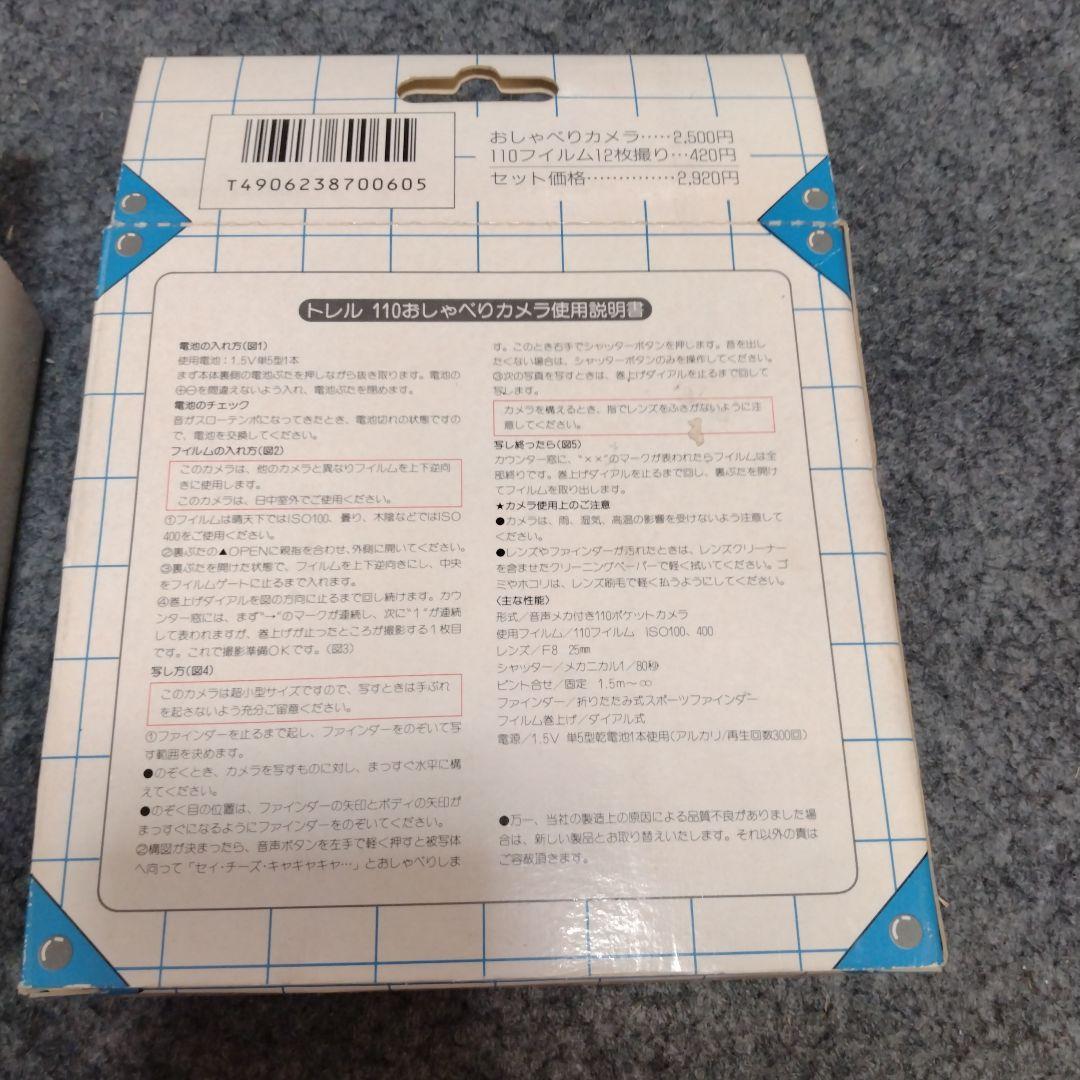 T4906238700605
おしゃべりカメラ‥‥‥2,500円
110フイルム12枚撮り‥‥420円
セット価格‥‥‥‥‥‥‥2,920円
トレル 110おしゃべりカメラ使用説明書
電池の入れ方(図1)
使用電池：1.5V単5型1本
まず本体裏側の電池ぶたを押しながら抜き取ります。電池の
⊕⊖を間違えないよう入れ、電池ぶたを閉めます。
電池のチェック
音がスローテンポになってきたとき、電池切れの状態ですの
で、電池を交換してください。
フイルムの入れ方(図2)
このカメラは、他のカメラと異なりフイルムを上下逆向
きに使用します。
このカメラは、日中室外でご使用ください。
①フイルムは晴天下ではISO100、曇り、木陰などではISO
400をご使用ください。
②裏ぶたの▲OPENに親指を合わせ、外側に開いてください。
③裏ぶたを開けた状態で、フイルムを上下逆向きにし、中央
をフイルムゲートに止るまで入れます。
④巻上げダイアルを図の方向に止るまで回し続けます。カウ
ンター窓には、まず"→"のマークが連続し、次に"1"が連続
して表われますが、巻上げが止ったところが撮影する1枚目
です。これで撮影準備OKです。(図3)
写し方(図4)
このカメラは超小型サイズですので、写すときは手ぶれ
を起さないよう充分ご留意ください。
①ファインダーを止るまで起し、ファインダーをのぞいて写
す範囲を決めます。
●のぞくとき、カメラを写すものに対し、まっすぐ水平に構
えてください。
●のぞく目の位置は、ファインダーの矢印とボディの矢印が
まっすぐになるようにファインダーをのぞいてください。
②構図が決まったら、音声ボタンを左手で軽く押すと被写体
へ向って「セイ・チーズ・キャキャキャ…」とおしゃべりしま
す。このとき右手でシャッターボタンを押します。音を出し
たくない場合は、シャッターボタンのみを操作してください。
③次の写真を写すときは、巻上げダイアルを止るまで回して
写します。
カメラを構えるとき、指でレンズをふさがないように注
意してください。
写し終ったら(図5)
カウンター窓に、"××"のマークが表われたらフイルムは全
部終りです。巻上げダイアルを止るまで回し、裏ぶたを開け
てフイルムを取り出します。
★カメラ使用上のご注意
●カメラは、雨、湿気、高温の影響を受けないよう注意して
ください。
●レンズやファインダーが汚れたときは、レンズクリーナー
を含ませたクリーニングペーパーで軽く拭いてください。ゴ
ミやホコリは、レンズ刷毛で軽く払うようにしてください。
〈主な性能〉
形式／音声メカ付き110ポケットカメラ
使用フイルム／110フイルム ISO100、400
レンズ／F8 25mm
シャッター／メカニカル1／80秒
ピント合せ／固定 1.5m～∞
ファインダー／折りたたみ式スポーツファインダー
フイルム巻上げ／ダイアル式
電源／1.5V 単5型乾電池1本使用(アルカリ／再生回数300回)
●万一、当社の製造上の原因による品質不良がありました場
合は、新しい製品とお取り替えいたします。それ以外の責は
ご容赦頂きます。